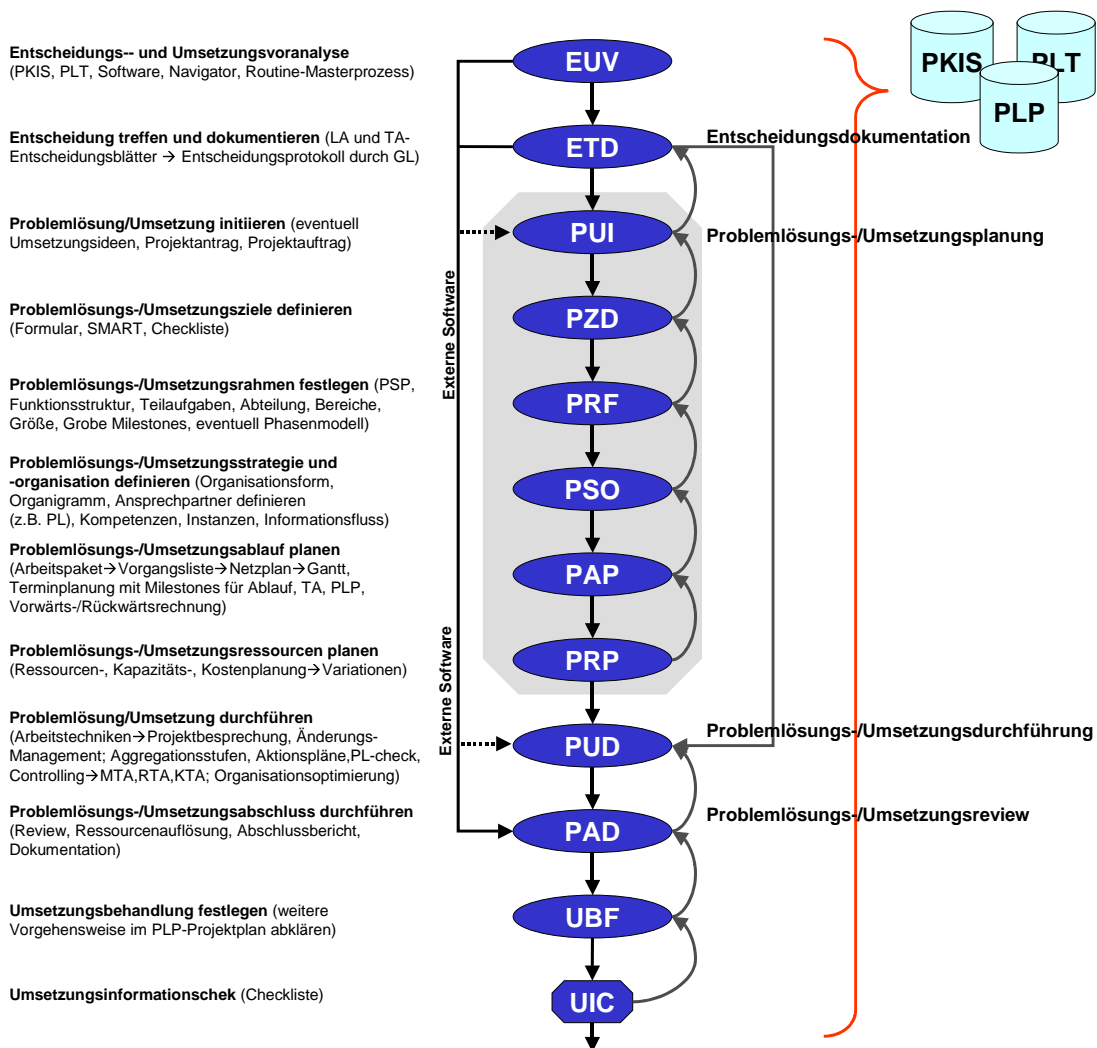 Entscheidungs-- und Umsetzungsvoranalyse
(PKIS, PLT, Software, Navigator, Routine-Masterprozess)
EUV
PKIS
PLT
PLP
Entscheidung treffen und dokumentieren (LA und TA-
Entscheidungsblätter → Entscheidungsprotokoll durch GL)
ETD
Entscheidungsdokumentation
Problemlösung/Umsetzung initiieren (eventuell
Umsetzungsideen, Projektantrag, Projektauftrag)
PUI
Problemlösungs-/Umsetzungsplanung
Externe Software
Problemlösungs-/Umsetzungsziele definieren
(Formular, SMART, Checkliste)
PZD
Problemlösungs-/Umsetzungsrahmen festlegen (PSP,
Funktionsstruktur, Teilaufgaben, Abteilung, Bereiche,
Größe, Grobe Milestones, eventuell Phasenmodell)
PRF
Problemlösungs-/Umsetzungsstrategie und
-organisation definieren (Organisationsform,
Organigramm, Ansprechpartner definieren
(z.B. PL), Kompetenzen, Instanzen, Informationsfluss)
PSO
Problemlösungs-/Umsetzungsablauf planen
(Arbeitspaket→Vorgangsliste→Netzplan→Gantt,
Terminplanung mit Milestones für Ablauf, TA, PLP,
Vorwärts-/Rückwärtsrechnung)
PAP
Problemlösungs-/Umsetzungsressourcen planen
(Ressourcen-, Kapazitäts-, Kostenplanung→Variationen)
PRP
Externe Software
Problemlösung/Umsetzung durchführen
(Arbeitstechniken→Projektbesprechung, Änderungs-
Management; Aggregationsstufen, Aktionspläne,PL-check,
Controlling→MTA,RTA,KTA; Organisationsoptimierung)
PUD
Problemlösungs-/Umsetzungsdurchführung
Problemlösungs-/Umsetzungsabschluss durchführen
(Review, Ressourcenauflösung, Abschlussbericht,
Dokumentation)
PAD
Problemlösungs-/Umsetzungsreview
Umsetzungsbehandlung festlegen (weitere
Vorgehensweise im PLP-Projektplan abklären)
UBF
Umsetzungsinformationschek (Checkliste)
UIC